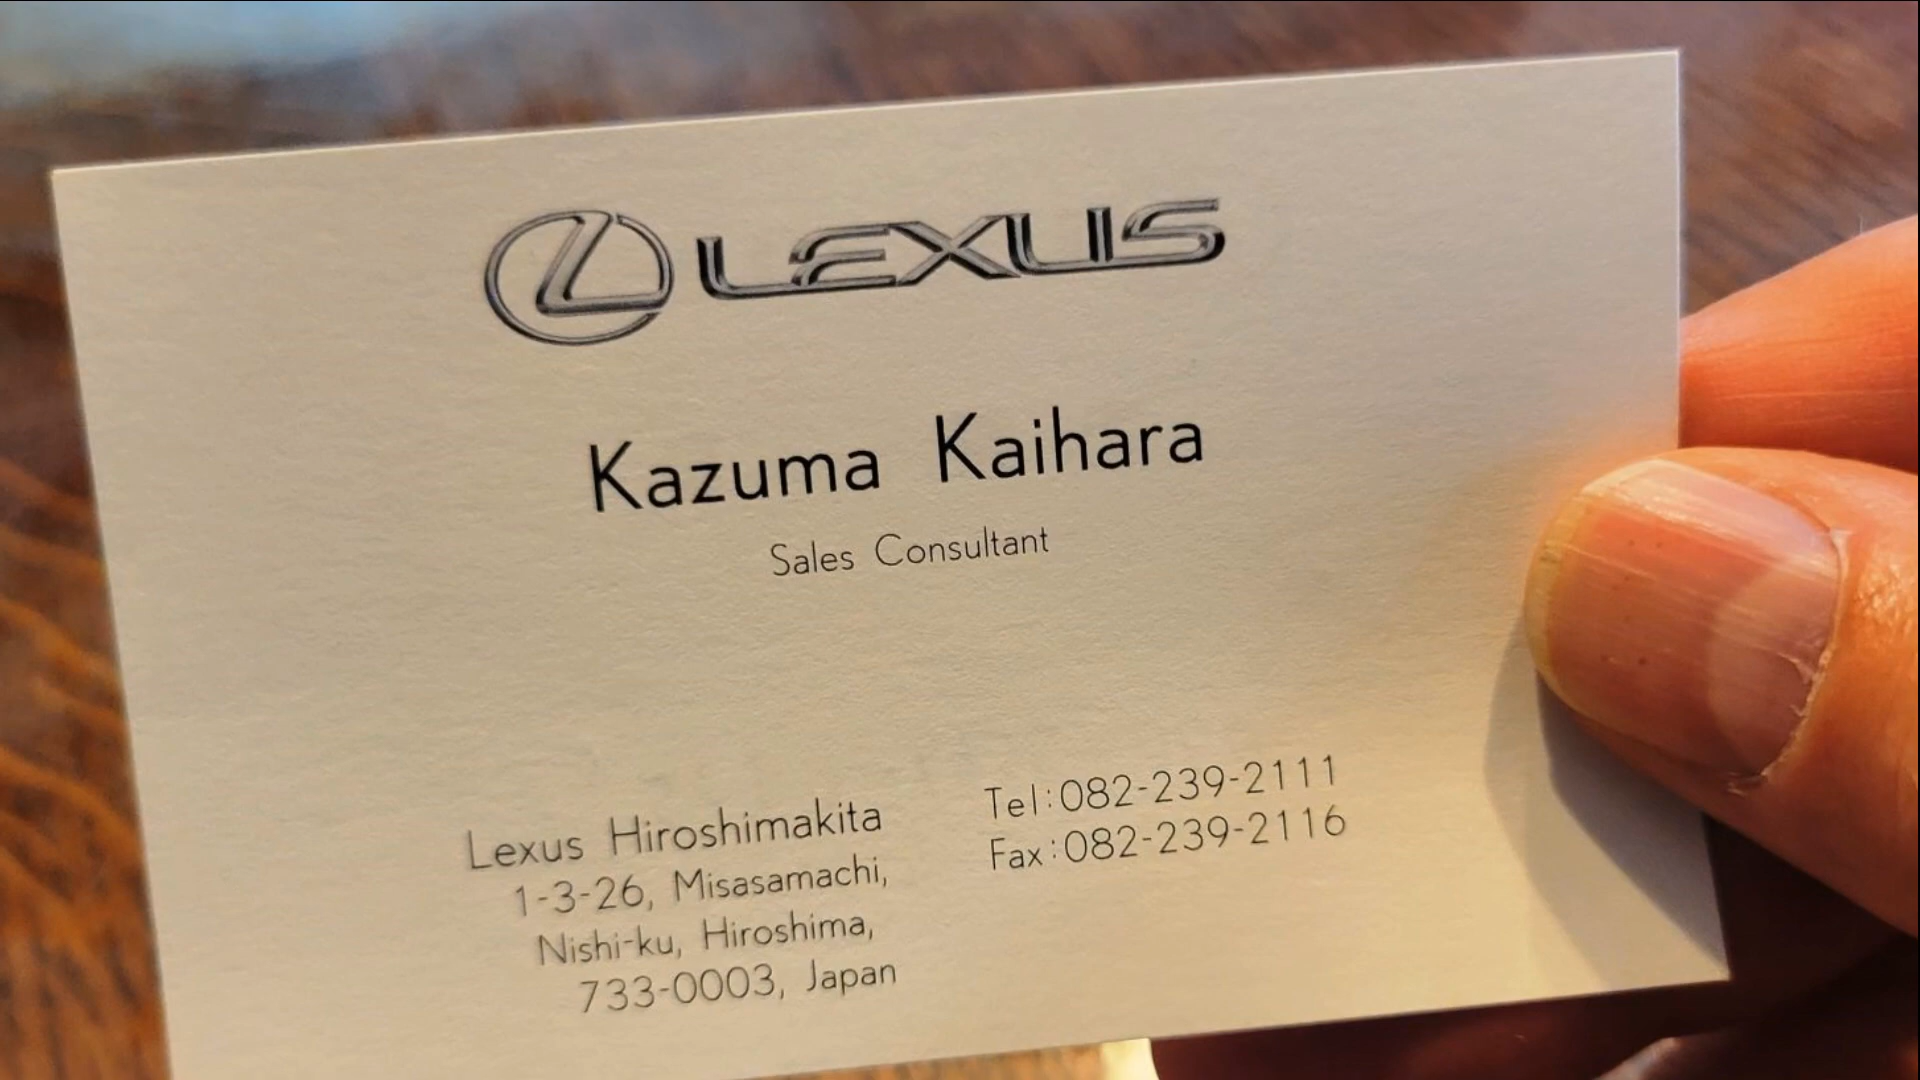 LEXUS
Kazuma Kaihara
Sales Consultant
Lexus Hiroshimakita
1-3-26, Misasamachi,
Nishi-ku, Hiroshima,
733-0003, Japan
Tel:082-239-2111
Fax:082-239-2116